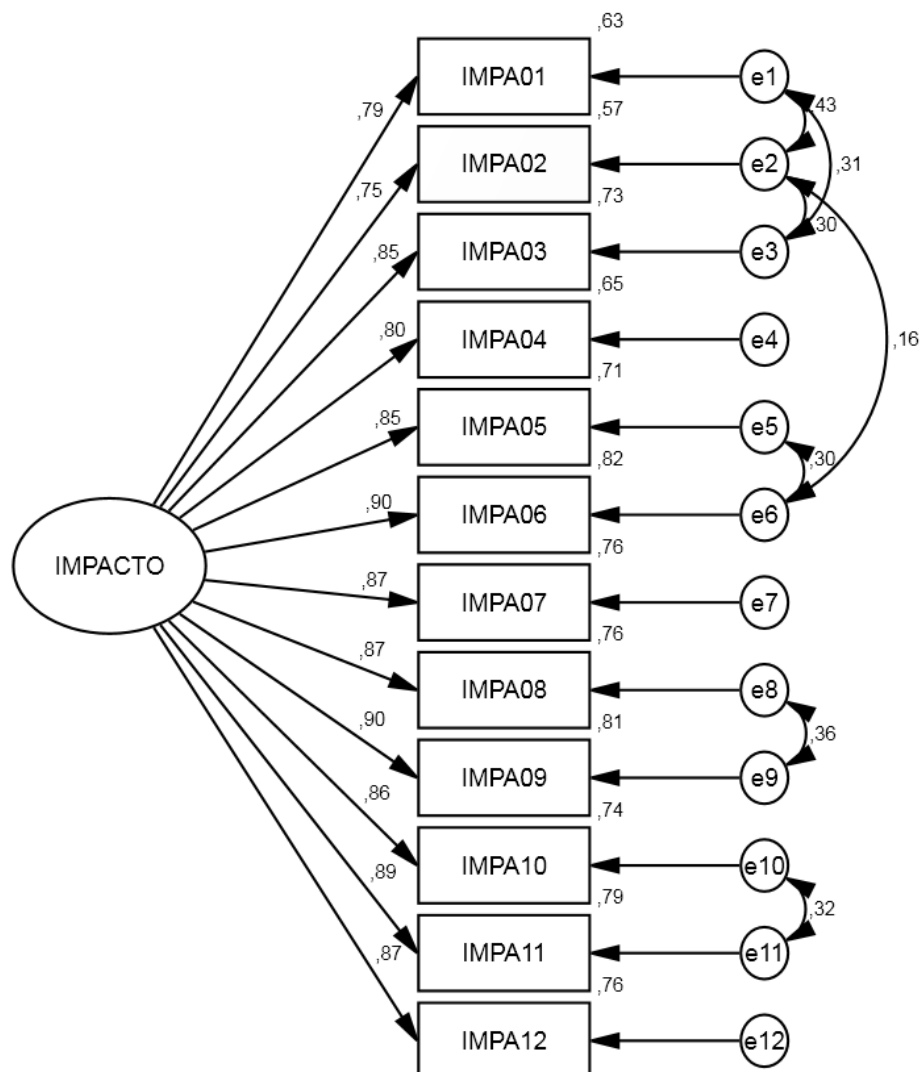 ,63
IMPA01
e1
,79
,57
,43
IMPA02
e2
,31
,75
,73
,30
IMPA03
e3
,85
,65
IMPA04
e4
,80
,71
,16
IMPA05
e5
,85
,82
,30
IMPA06
e6
,90
,76
IMPACTO
IMPA07
e7
,87
,76
IMPA08
e8
,87
,81
,36
IMPA09
e9
,90
,74
IMPA10
e10
,86
,79
,32
IMPA11
e11
,89
,76
IMPA12
e12
,87